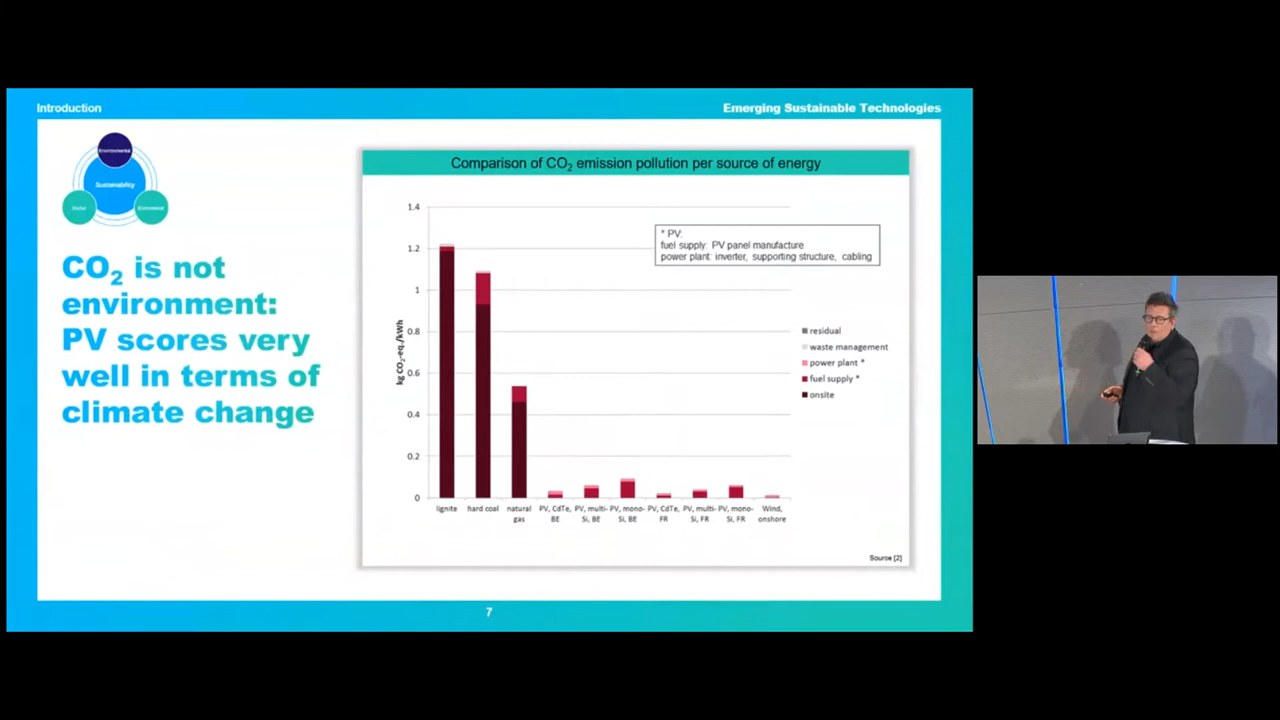 Introduction
Emerging Sustainable Technologies
Environmental
Sustainability
Social
Economical
CO2 is not
environment:
PV scores very
well in terms of
climate change
Comparison of CO2 emission pollution per source of energy
* PV:
fuel supply: PV panel manufacture
power plant: inverter, supporting structure, cabling
kg CO2-eq./kWh
1.4
1.2
1
0.8
0.6
0.4
0.2
0
residual
waste management
power plant *
fuel supply *
onsite
lignite
hard coal
natural
gas
PV, CdTe,
BE
PV, multi-
Si, BE
PV, mono-
Si, BE
PV, CdTe,
FR
PV, multi-
Si, FR
PV, mono-
Si, FR
Wind,
onshore
Source [2]
7